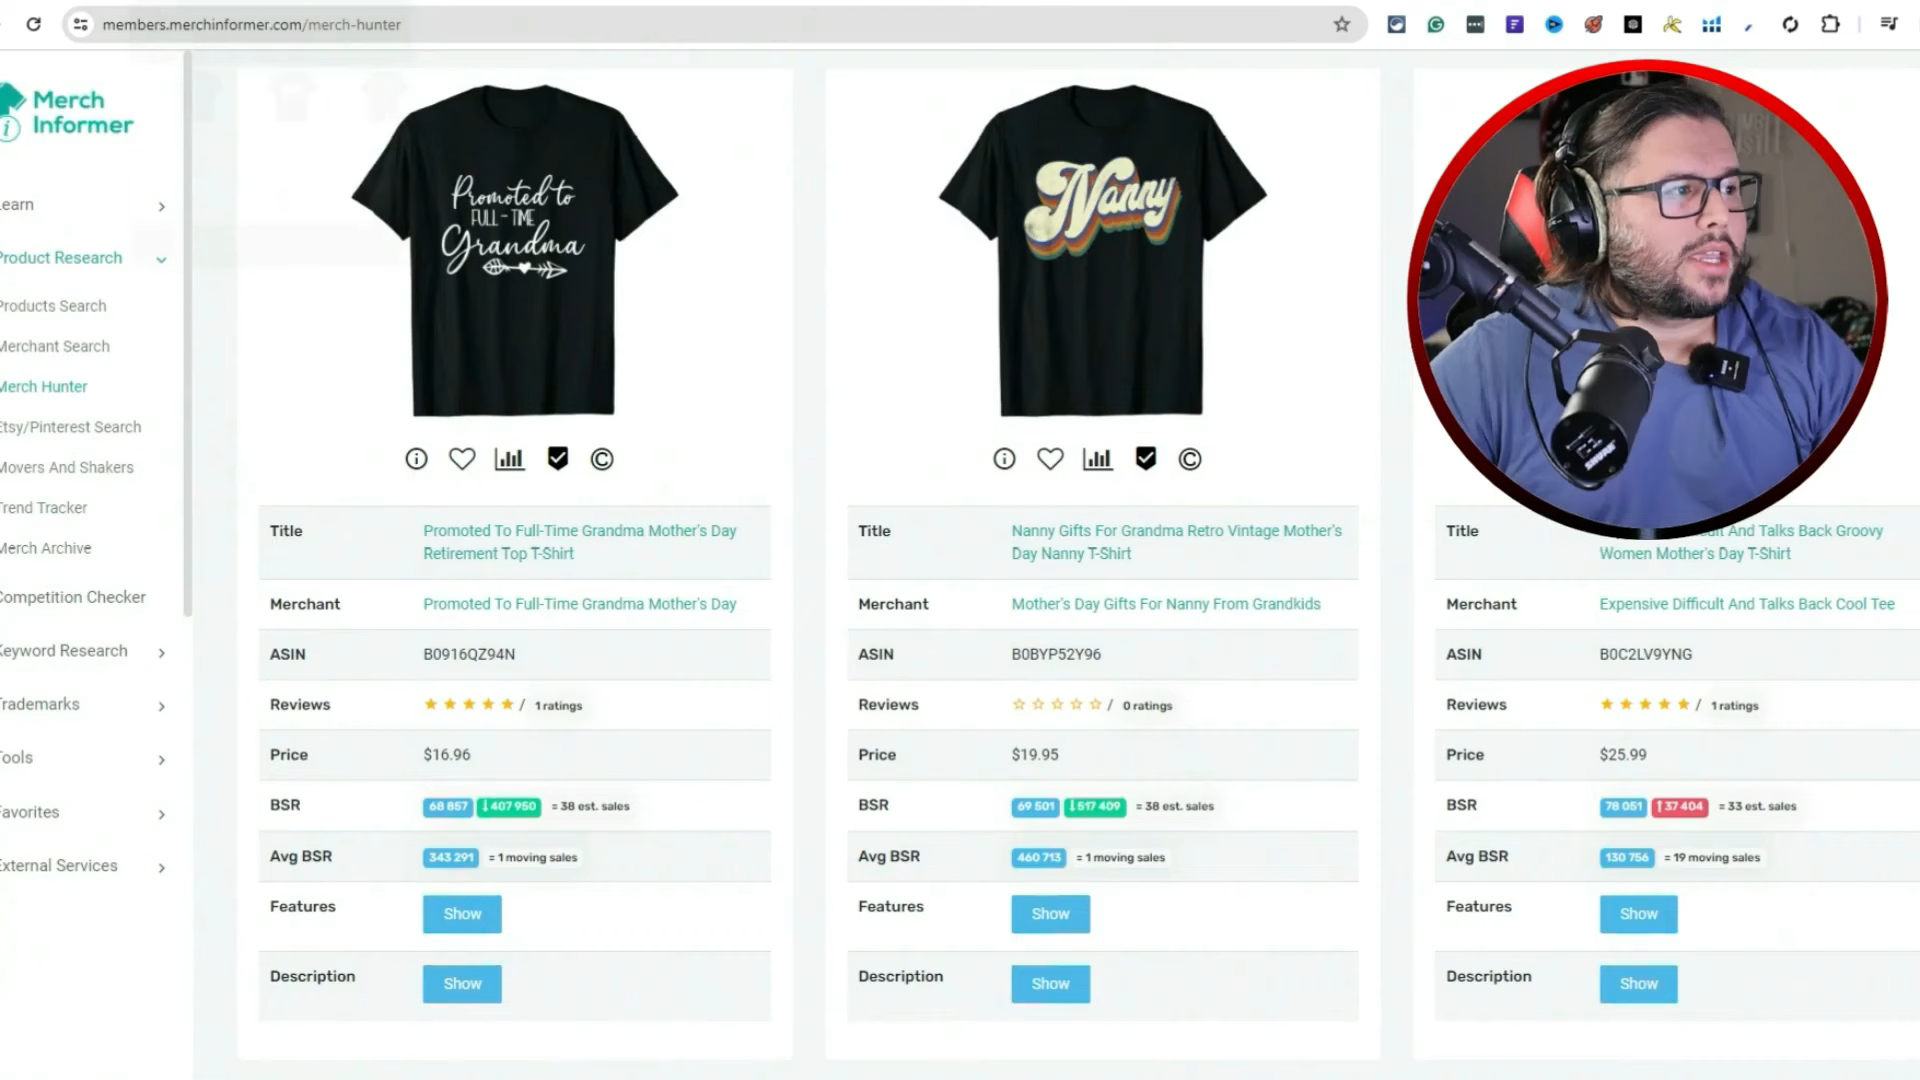 members.merchinformer.com/merch-hunter
Merch
Informer
earn
Product Research
Products Search
Merchant Search
Merch Hunter
Etsy/Pinterest Search
Movers And Shakers
Trend Tracker
Merch Archive
Competition Checker
Keyword Research
Trademarks
Tools
Favorites
External Services
Promoted to
FULL-TIME
Grandma
Title
Promoted To Full-Time Grandma Mother's Day
Retirement Top T-Shirt
Merchant
Promoted To Full-Time Grandma Mother's Day
ASIN
B0916QZ94N
Reviews
/ 1 ratings
Price
$16.96
BSR
68 857 ↓407 950 = 38 est. sales
Avg BSR
343 291 = 1 moving sales
Features
Show
Description
Show
Nanny
Title
Nanny Gifts For Grandma Retro Vintage Mother's
Day Nanny T-Shirt
Merchant
Mother's Day Gifts For Nanny From Grandkids
ASIN
B0BYP52Y96
Reviews
/ 0 ratings
Price
$19.95
BSR
69 501 ↓517 409 = 38 est. sales
Avg BSR
460 713 = 1 moving sales
Features
Show
Description
Show
SHURE
Title
And Talks Back Groovy
Women Mother's Day T-Shirt
Merchant
Expensive Difficult And Talks Back Cool Tee
ASIN
B0C2LV9YNG
Reviews
/ 1 ratings
Price
$25.99
BSR
78 051 ↑37 404 = 33 est. sales
Avg BSR
130 756 = 19 moving sales
Features
Show
Description
Show